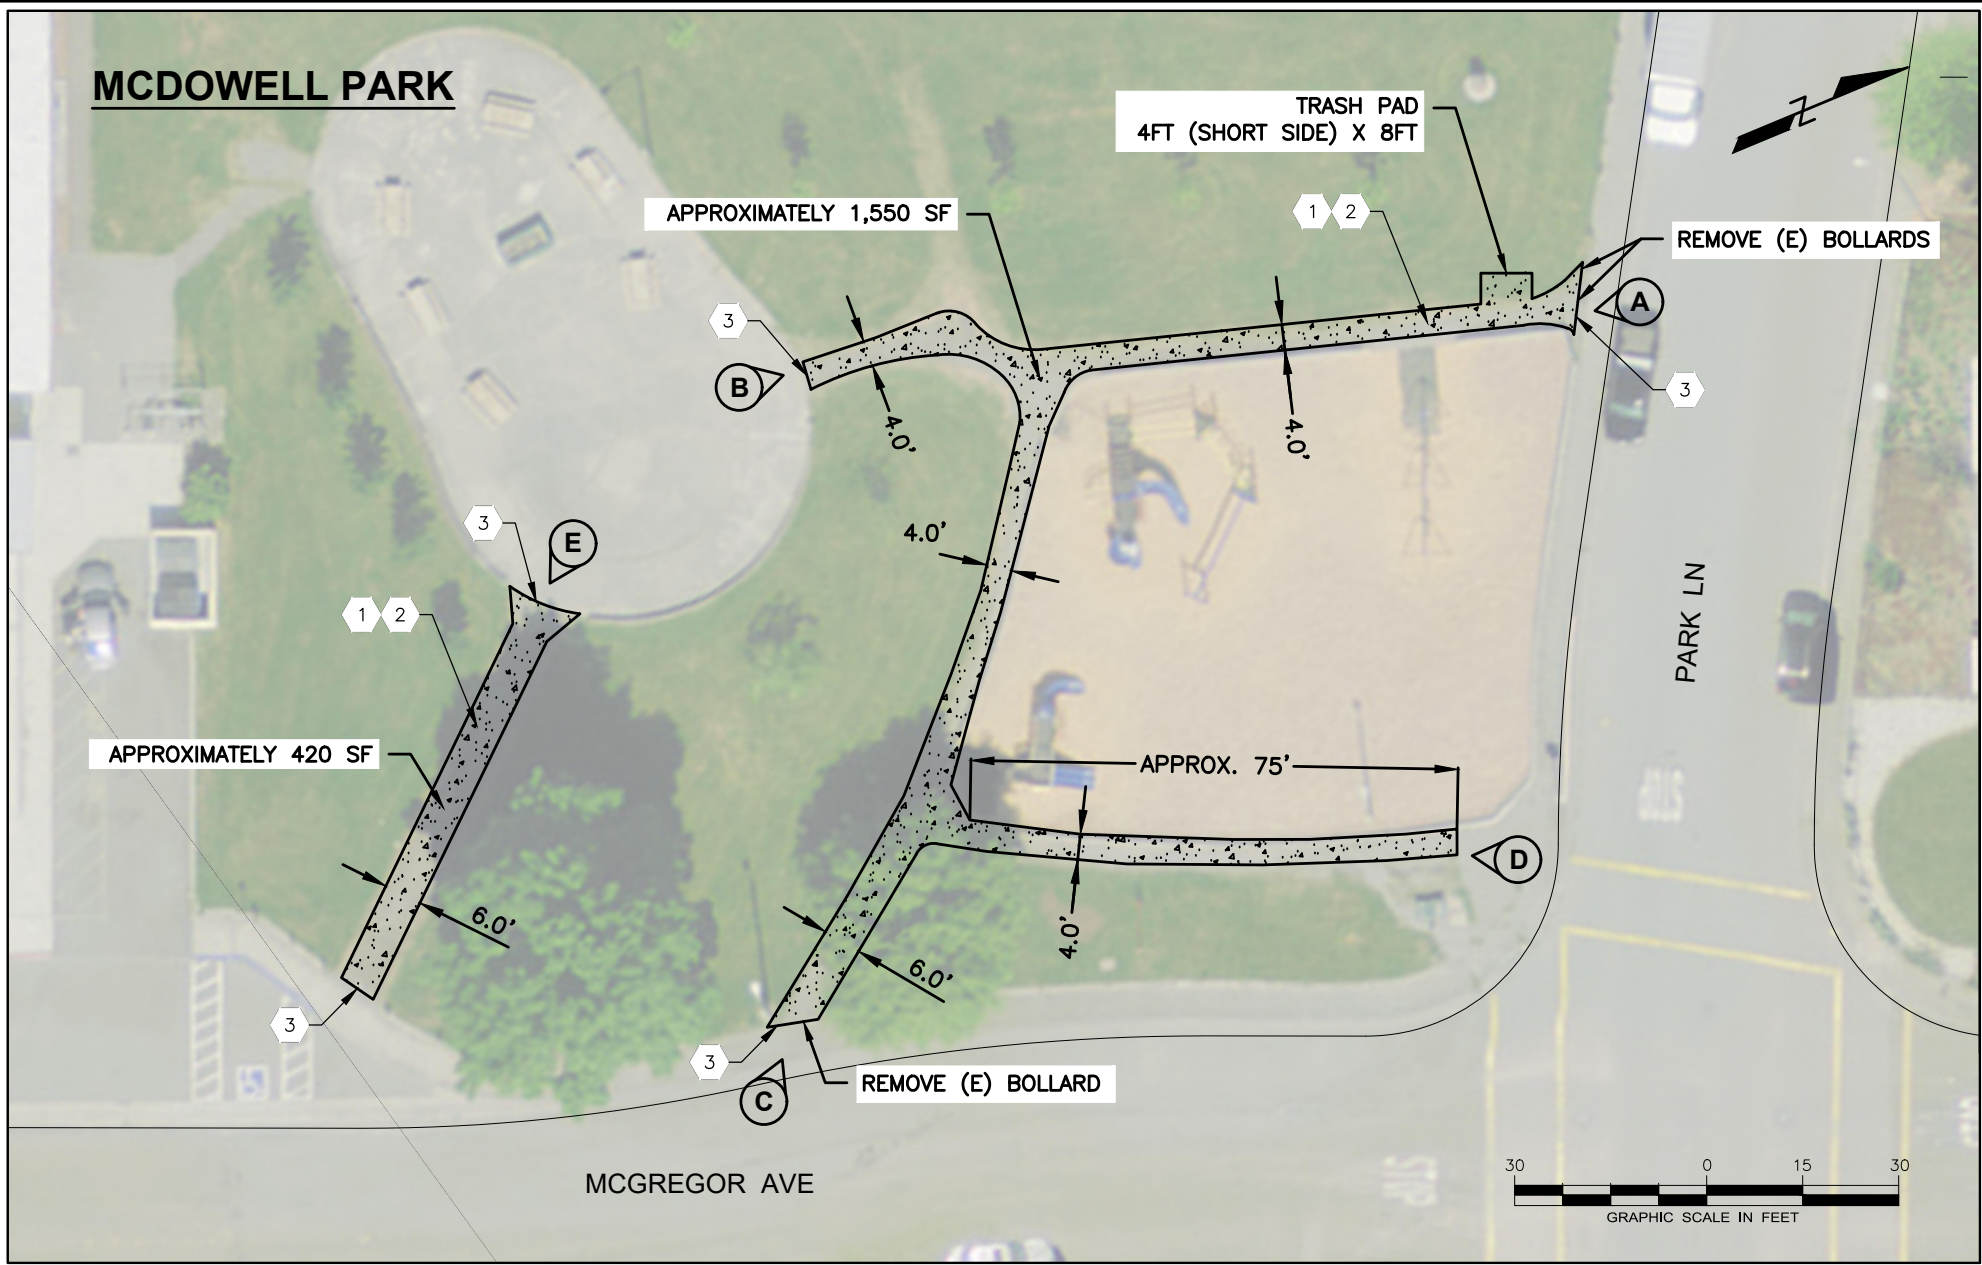 MCDOWELL PARK
TRASH PAD
4FT (SHORT SIDE) X 8FT
Z
APPROXIMATELY 1,550 SF
1 2
REMOVE (E) BOLLARDS
A
3
3
B
4.0'
4.0'
3
E
4.0'
1 2
PARK LN
APPROXIMATELY 420 SF
APPROX. 75'
STOP
D
6.0'
4.0'
6.0'
3
3
C
REMOVE (E) BOLLARD
MCGREGOR AVE
STOP
30 0 15 30
GRAPHIC SCALE IN FEET